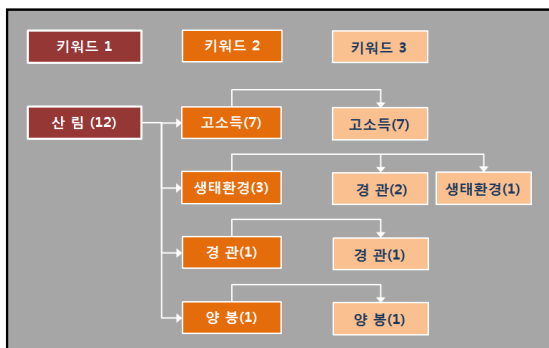 키워드 1 키워드 2 키워드 3
산 림 (12) 고소득(7) 고소득(7)
생태환경(3) 경 관(2) 생태환경(1)
경 관(1) 경 관(1)
양 봉(1) 양 봉(1)